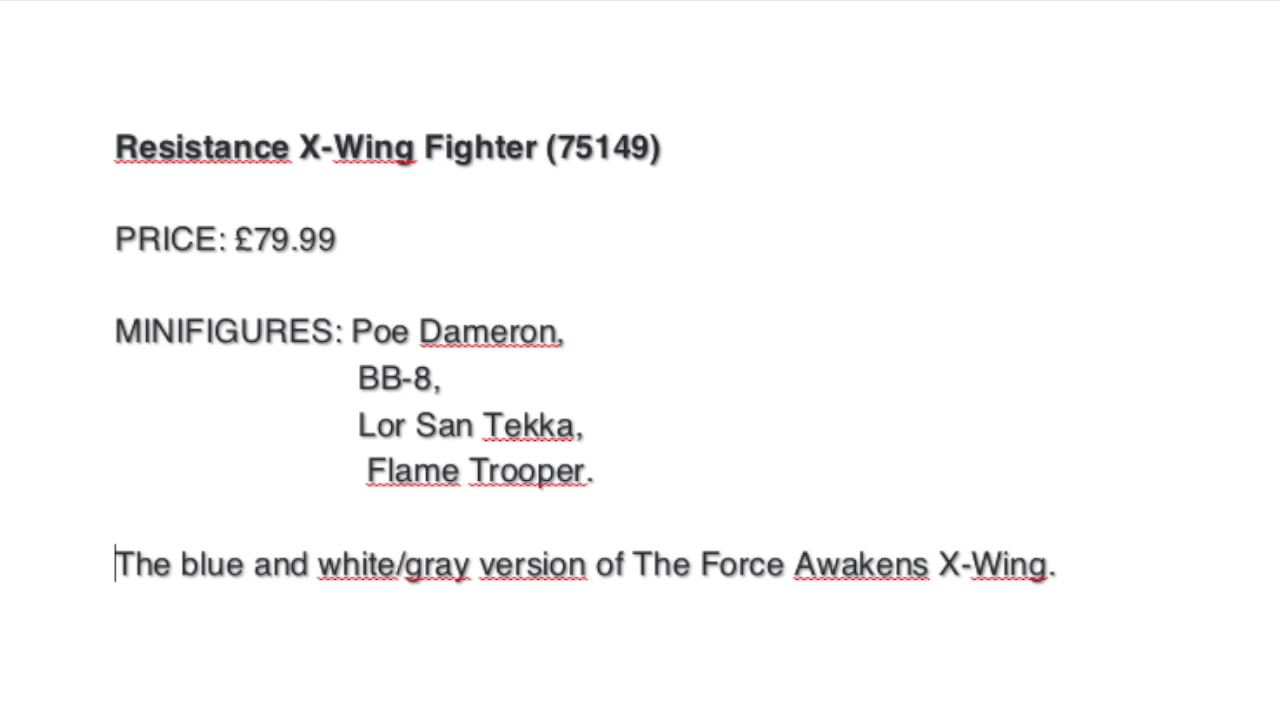 Resistance X-Wing Fighter (75149)
PRICE: £79.99
MINIFIGURES: Poe Dameron,
BB-8,
Lor San Tekka,
Flame Trooper.
The blue and white/gray version of The Force Awakens X-Wing.